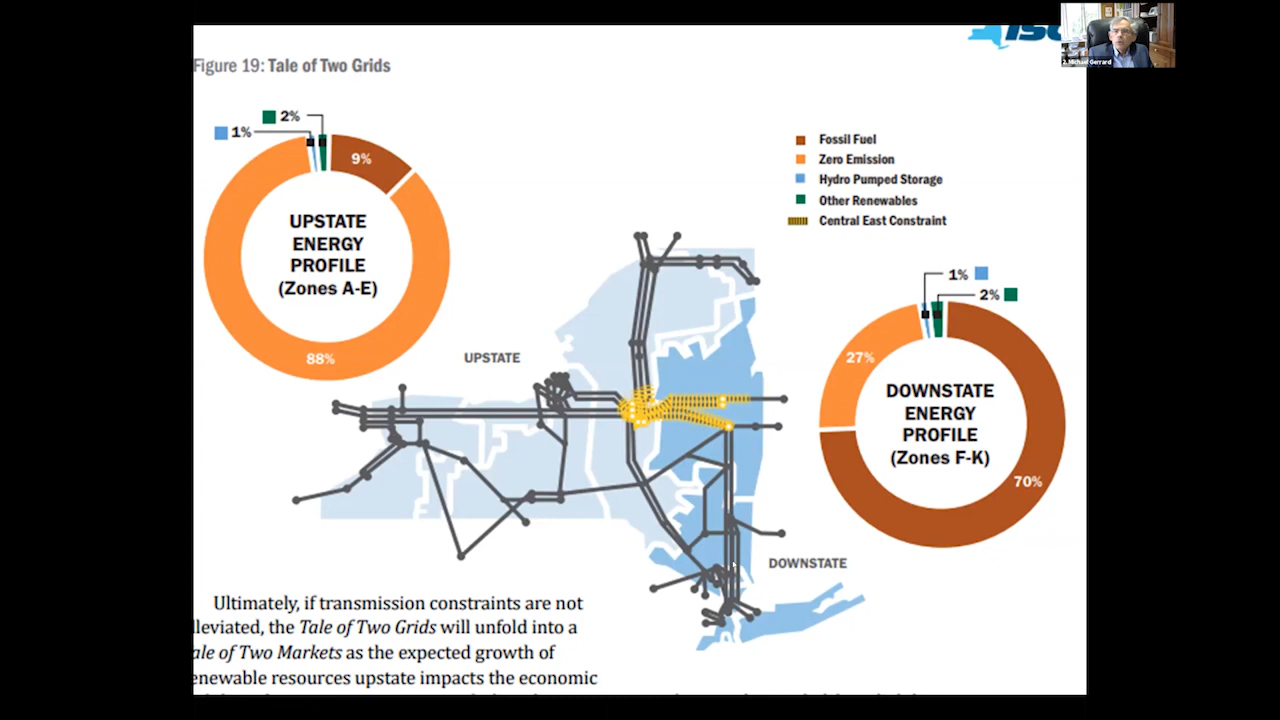 Figure 19: Tale of Two Grids
2. Michael Gerrard
2%
1%
9%
UPSTATE
ENERGY
PROFILE
(Zones A-E)
88%
Fossil Fuel
Zero Emission
Hydro Pumped Storage
Other Renewables
Central East Constraint
UPSTATE
1%
2%
27%
DOWNSTATE
ENERGY
PROFILE
(Zones F-K)
70%
DOWNSTATE
Ultimately, if transmission constraints are not
lleviated, the Tale of Two Grids will unfold into a
ale of Two Markets as the expected growth of
enewable resources upstate impacts the economic